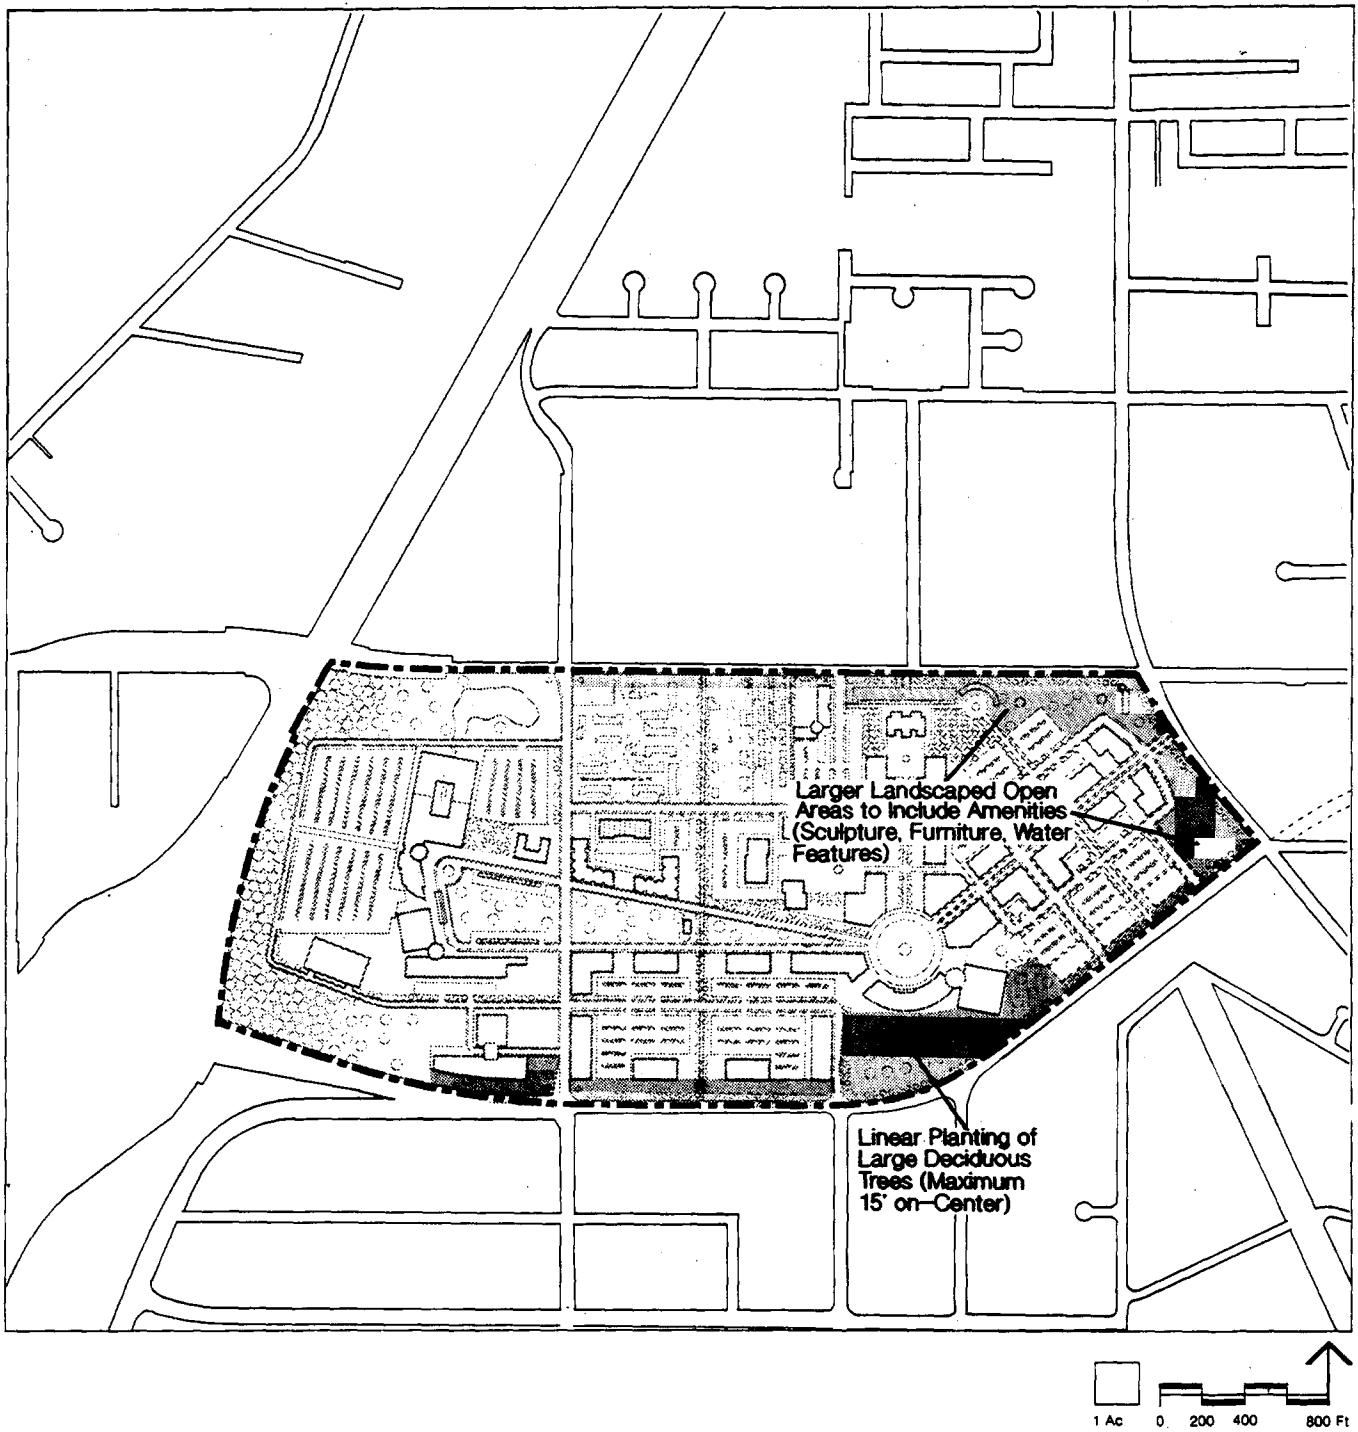 Larger Landscaped Open
Areas to Include Amenities
(Sculpture, Furniture, Water
Features)
Linear Planting of
Large Deciduous
Trees (Maximum
15' on-Center)
1 Ac 0 200 400 800 Ft